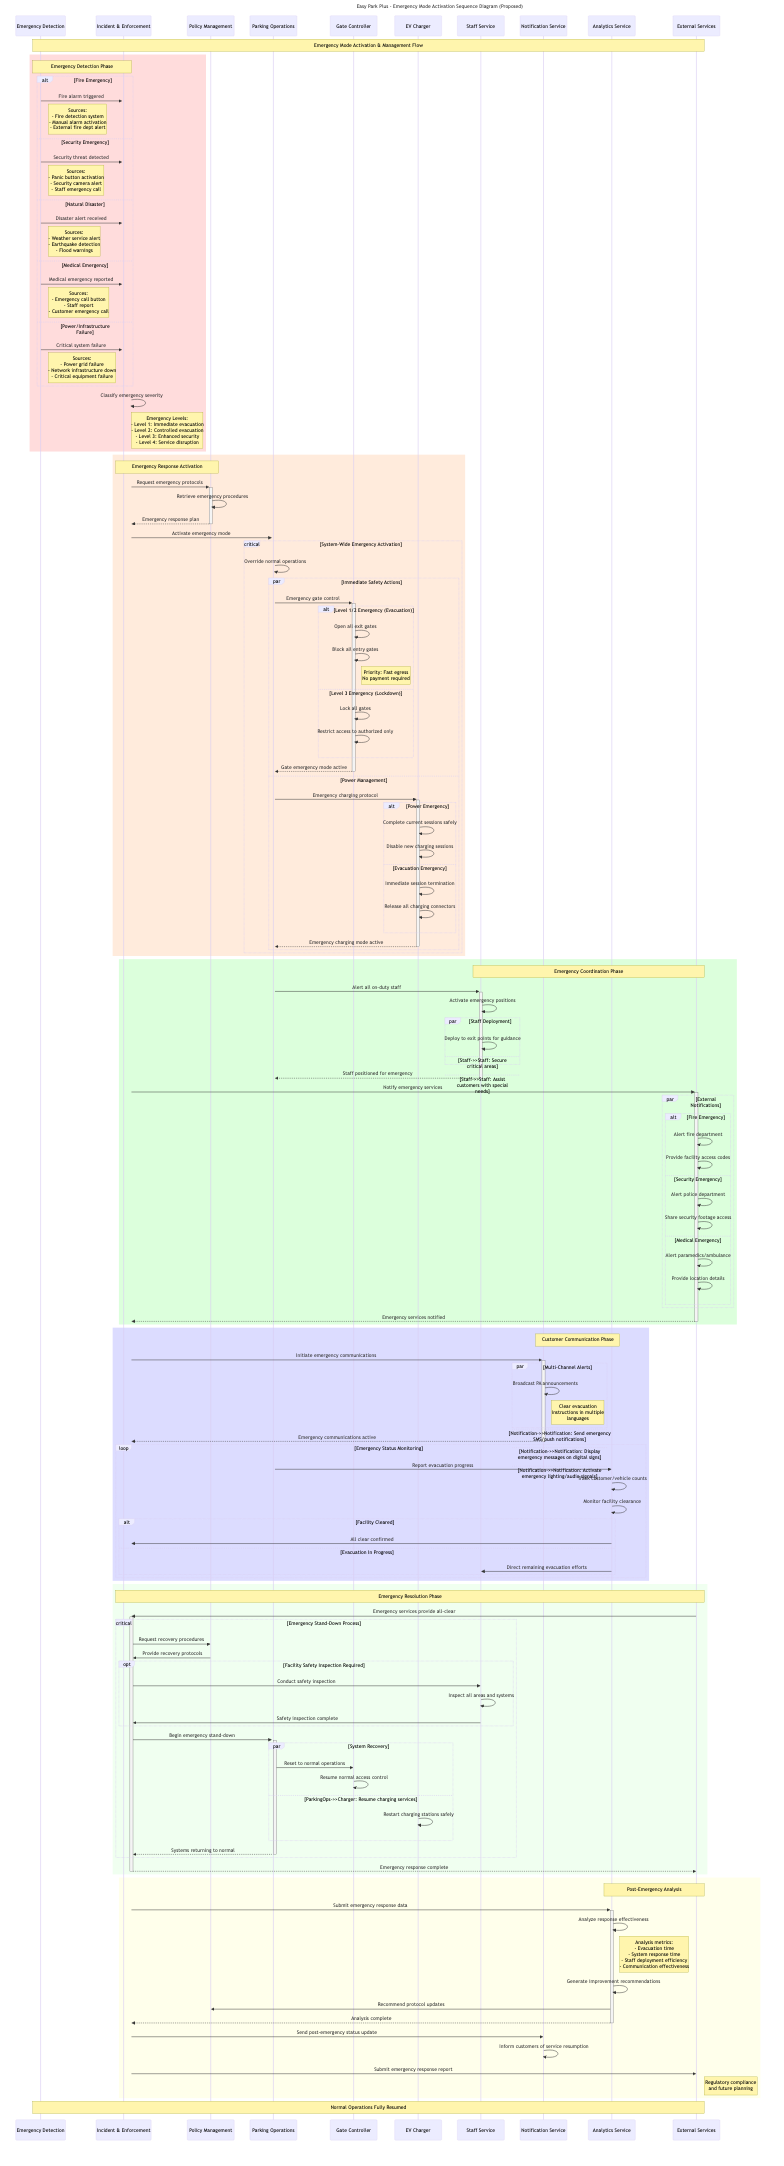 Easy Park Plus - Emergency Mode Activation Sequence Diagram (Proposed)
Emergency Detection
Incident & Enforcement
Policy Management
Parking Operations
Gate Controller
EV Charger
Staff Service
Notification Service
Analytics Service
External Services
Emergency Mode Activation & Management Flow
Emergency Detection Phase
alt
[Fire Emergency]
Fire alarm triggered
Sources:
- Fire detection system
- Manual alarm activation
- External fire dept alert
[Security Emergency]
Security threat detected
Sources:
- Panic button activation
- Security camera alert
- Staff emergency call
[Natural Disaster]
Disaster alert received
Sources:
- Weather service alert
- Earthquake detection
- Flood warnings
[Medical Emergency]
Medical emergency reported
Sources:
- Emergency call button
- Staff report
- Customer emergency call
[Power/Infrastructure
Failure]
Critical system failure
Sources:
- Power grid failure
- Network infrastructure down
- Critical equipment failure
Classify emergency severity
Emergency Levels:
- Level 1: Immediate evacuation
- Level 2: Controlled evacuation
- Level 3: Enhanced security
- Level 4: Service disruption
Emergency Response Activation
Request emergency protocols
Retrieve emergency procedures
Emergency response plan
Activate emergency mode
critical
[System-Wide Emergency Activation]
Override normal operations
par
[Immediate Safety Actions]
Emergency gate control
alt
[Level 1/2 Emergency (Evacuation)]
Open all exit gates
Block all entry gates
Priority: Fast egress
No payment required
[Level 3 Emergency (Lockdown)]
Lock all gates
Restrict access to authorized only
Gate emergency mode active
[Power Management]
Emergency charging protocol
alt
[Power Emergency]
Complete current sessions safely
Disable new charging sessions
[Evacuation Emergency]
Immediate session termination
Release all charging connectors
Emergency charging mode active
Emergency Coordination Phase
Alert all on-duty staff
Activate emergency positions
par
[Staff Deployment]
Deploy to exit points for guidance
[Staff->>Staff: Secure
critical areas]
Staff positioned for emergency
[Staff->>Staff: Assist
customers with special
needs]
Notify emergency services
par
[External
Notifications]
alt
[Fire Emergency]
Alert fire department
Provide facility access codes
[Security Emergency]
Alert police department
Share security footage access
[Medical Emergency]
Alert paramedics/ambulance
Provide location details
Emergency services notified
Customer Communication Phase
Initiate emergency communications
par
[Multi-Channel Alerts]
Broadcast PA announcements
Clear evacuation
instructions in multiple
languages
[Notification->>Notification: Send emergency
SMS/push notifications]
Emergency communications active
loop
[Emergency Status Monitoring]
[Notification->>Notification: Display
emergency messages on digital signs]
Report evacuation progress
[Notification->>Notification: Activate
emergency lighting/audio signals]
customer/vehicle counts
Monitor facility clearance
alt
[Facility Cleared]
All clear confirmed
[Evacuation In Progress]
Direct remaining evacuation efforts
Emergency Resolution Phase
Emergency services provide all-clear
critical
[Emergency Stand-Down Process]
Request recovery procedures
Provide recovery protocols
opt
[Facility Safety Inspection Required]
Conduct safety inspection
Inspect all areas and systems
Safety inspection complete
Begin emergency stand-down
par
[System Recovery]
Reset to normal operations
Resume normal access control
[ParkingOps->>Charger: Resume charging services]
Restart charging stations safely
Systems returning to normal
Emergency response complete
Post-Emergency Analysis
Submit emergency response data
Analyze response effectiveness
Analysis metrics:
- Evacuation time
- System response time
- Staff deployment efficiency
- Communication effectiveness
Generate improvement recommendations
Recommend protocol updates
Analysis complete
Send post-emergency status update
Inform customers of service resumption
Submit emergency response report
Regulatory compliance
and future planning
Normal Operations Fully Resumed
Emergency Detection
Incident & Enforcement
Policy Management
Parking Operations
Gate Controller
EV Charger
Staff Service
Notification Service
Analytics Service
External Services